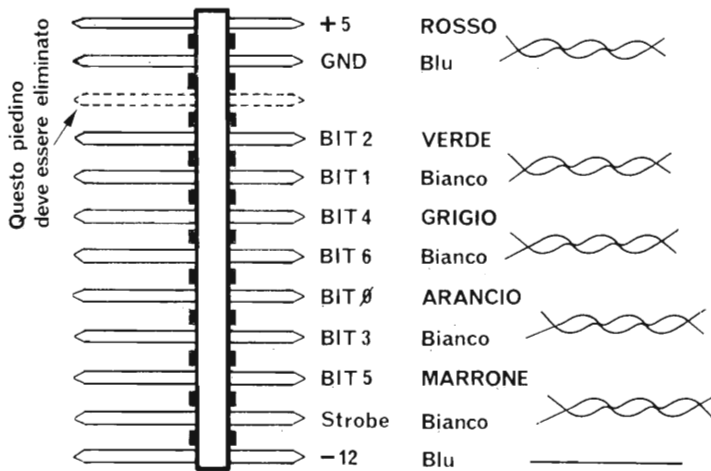 +5 ROSSO
GND Blu
Questo piedino
deve essere eliminato
BIT 2 VERDE
BIT 1 Bianco
BIT 4 GRIGIO
BIT 6 Bianco
BIT Ø ARANCIO
BIT 3 Bianco
BIT 5 MARRONE
Strobe Bianco
-12 Blu